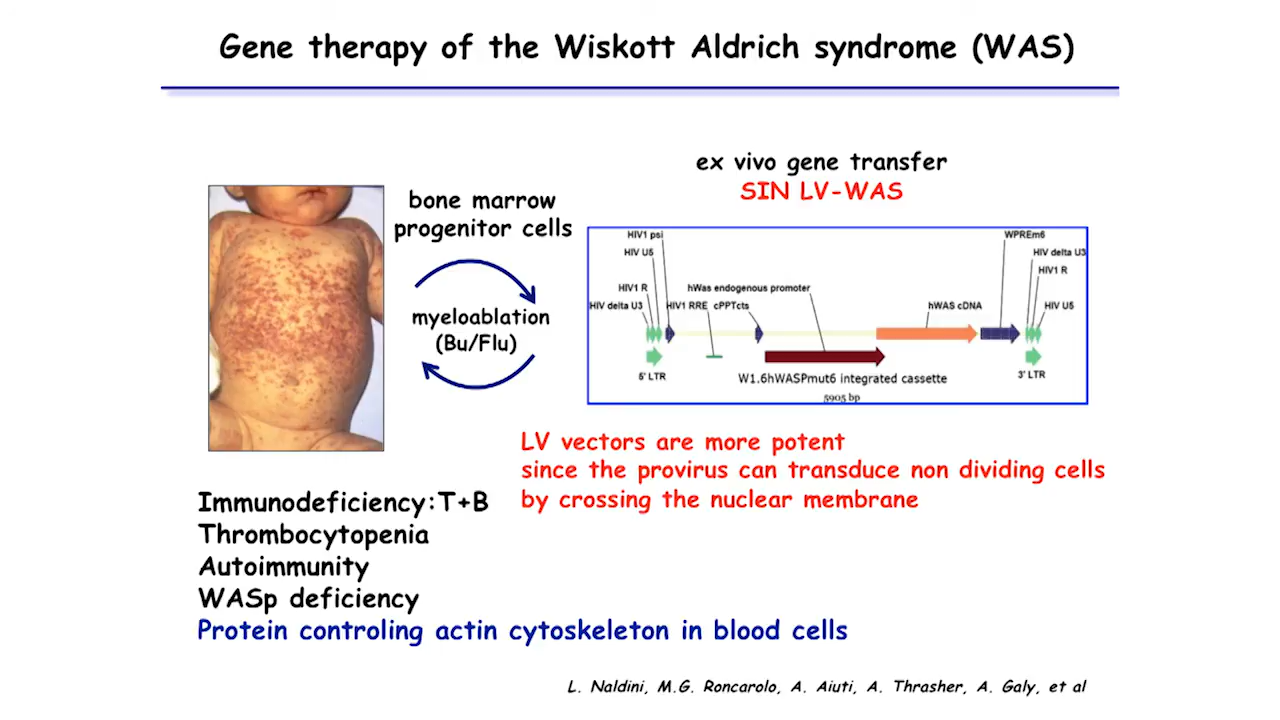 Gene therapy of the Wiskott Aldrich syndrome (WAS)
ex vivo gene transfer
SIN LV-WAS
bone marrow
progenitor cells
myeloablation
(Bu/Flu)
HIV1 psi
HIV U5
HIV1 R
HIV delta U3
hWas endogenous promoter
HIV1 RRE
cPPTcts
WPREm6
HIV delta U3
HIV1 R
hWAS cDNA
HIV U5
5' LTR
W1.6hWASPmut6 integrated cassette
3' LTR
5905 bp
LV vectors are more potent
since the provirus can transduce non dividing cells
by crossing the nuclear membrane
Immunodeficiency:T+B
Thrombocytopenia
Autoimmunity
WASp deficiency
Protein controling actin cytoskeleton in blood cells
L. Naldini, M.G. Roncarolo, A. Aiuti, A. Thrasher, A. Galy, et al